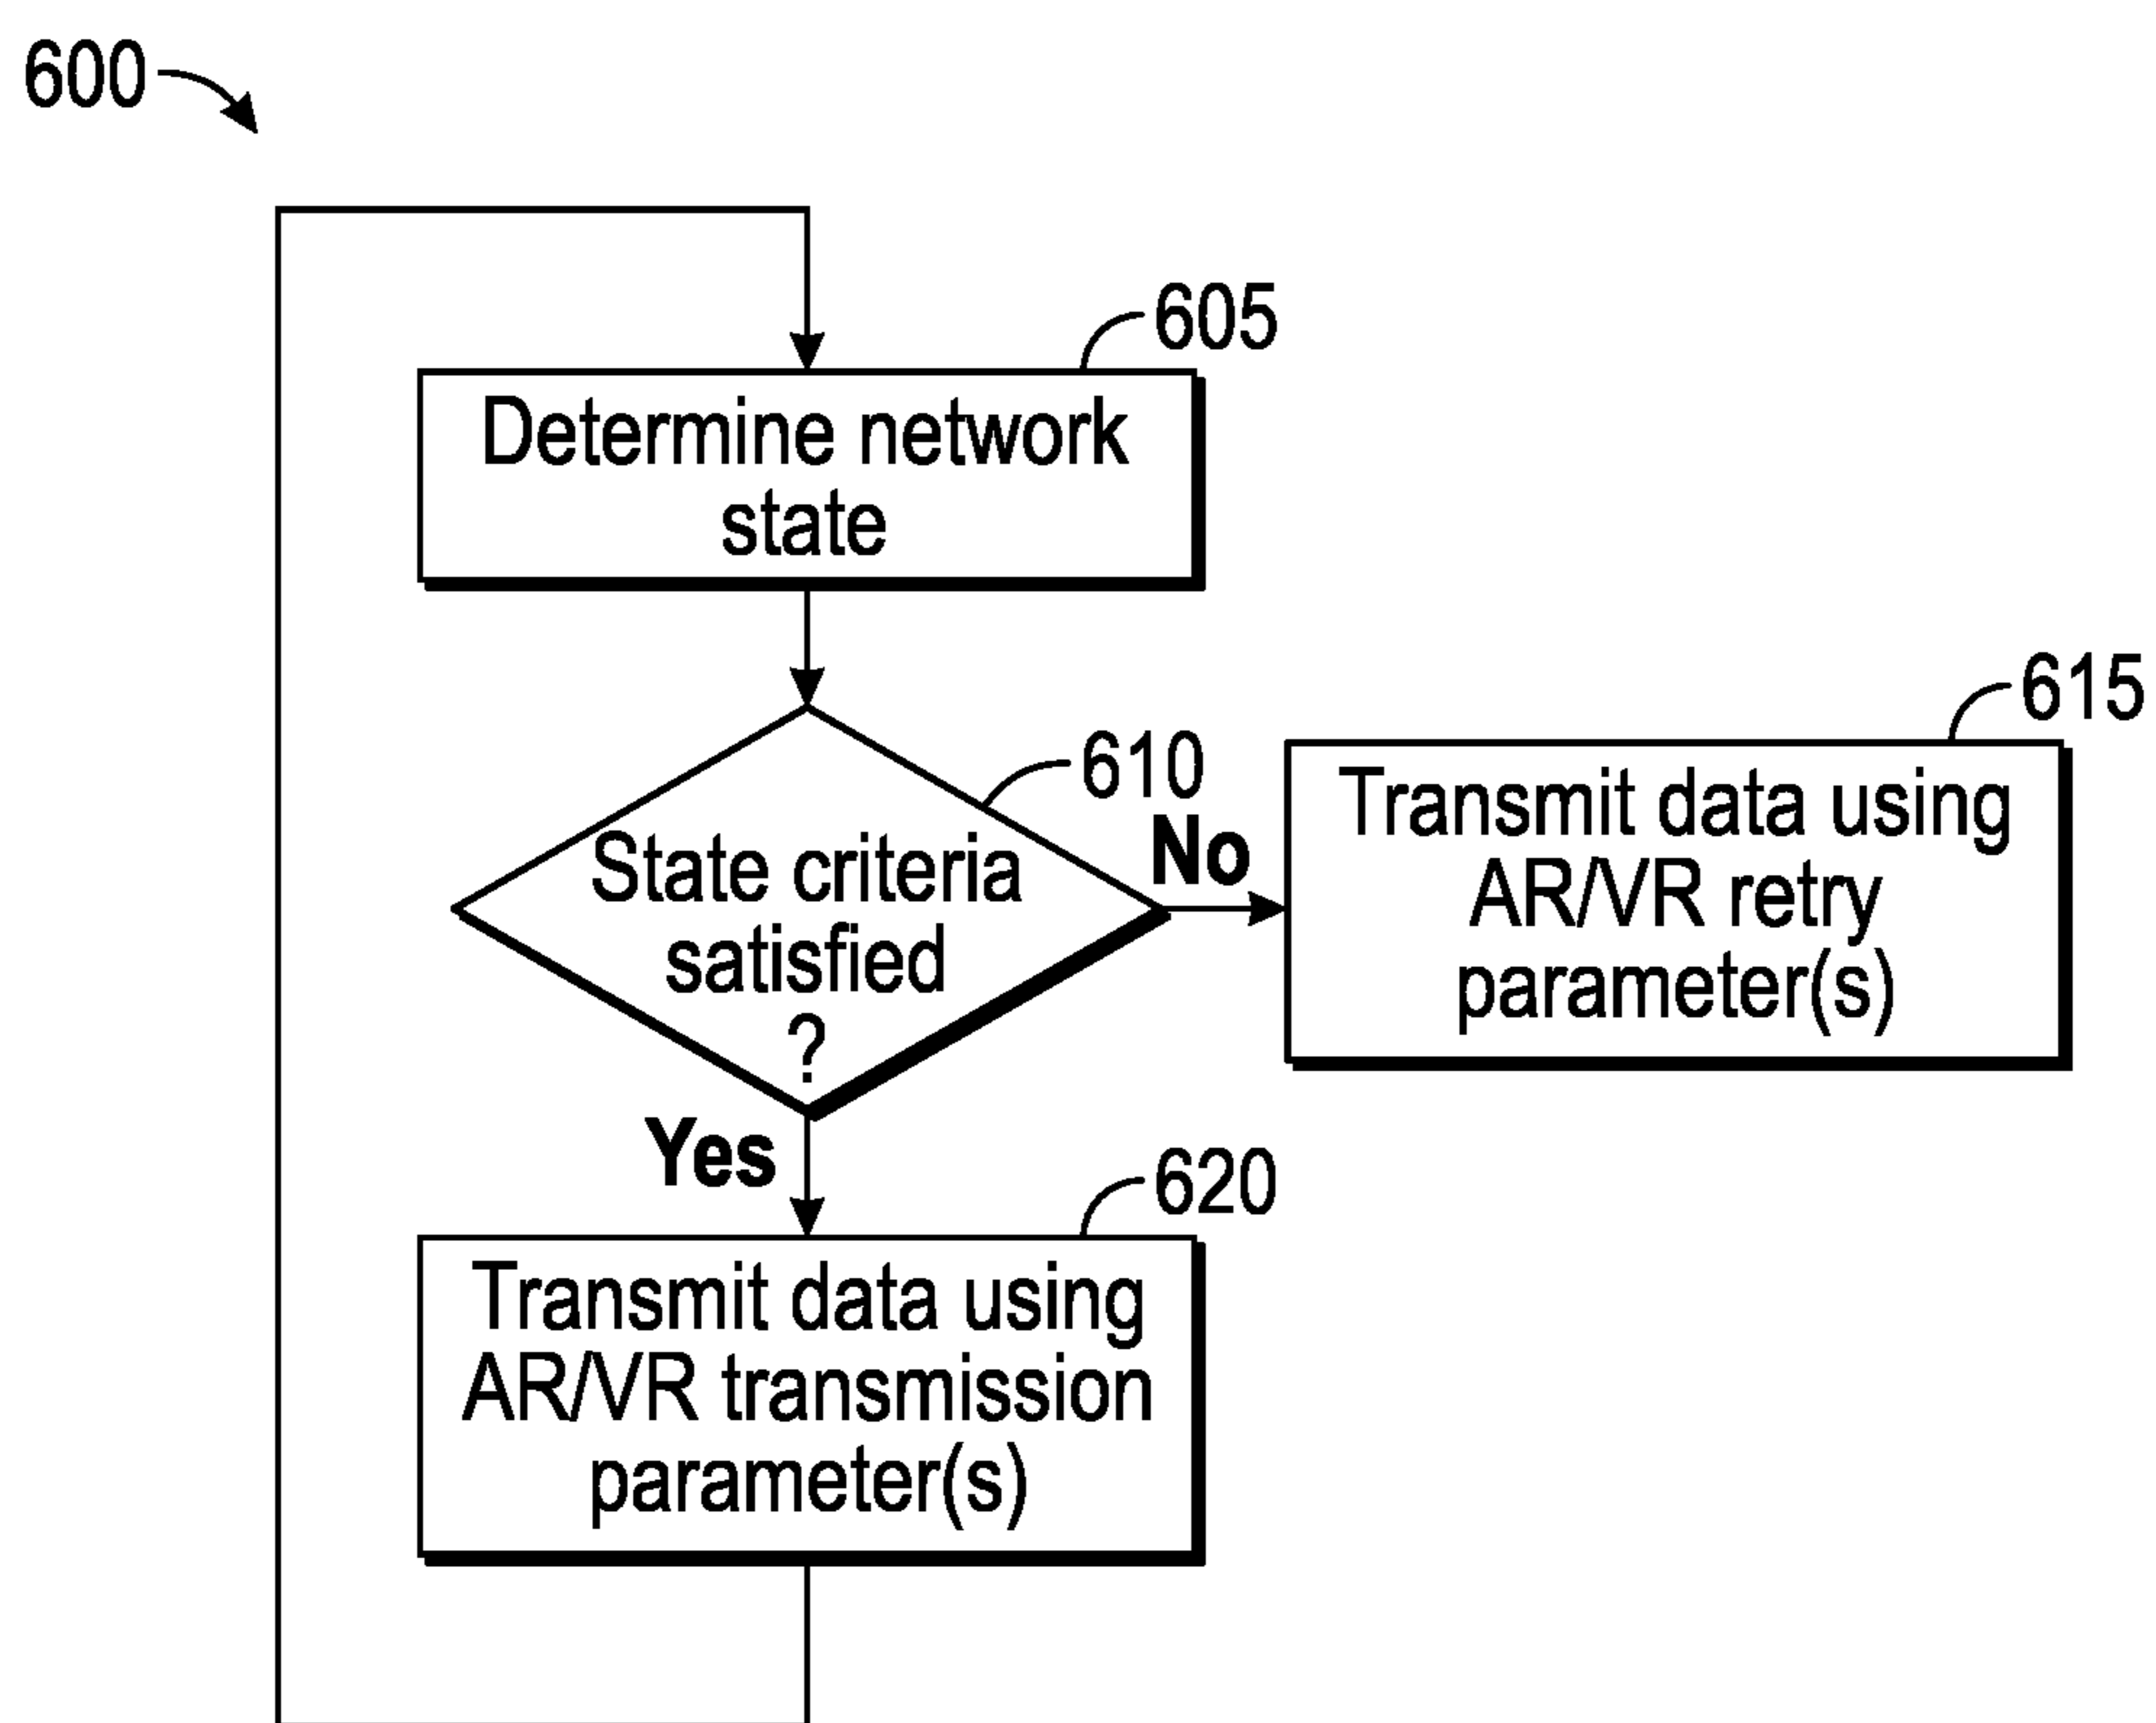 600
605
Determine network
state
610
State criteria
satisfied
?
No
615
Transmit data using
AR/VR retry
parameter(s)
Yes
620
Transmit data using
AR/VR transmission
parameter(s)